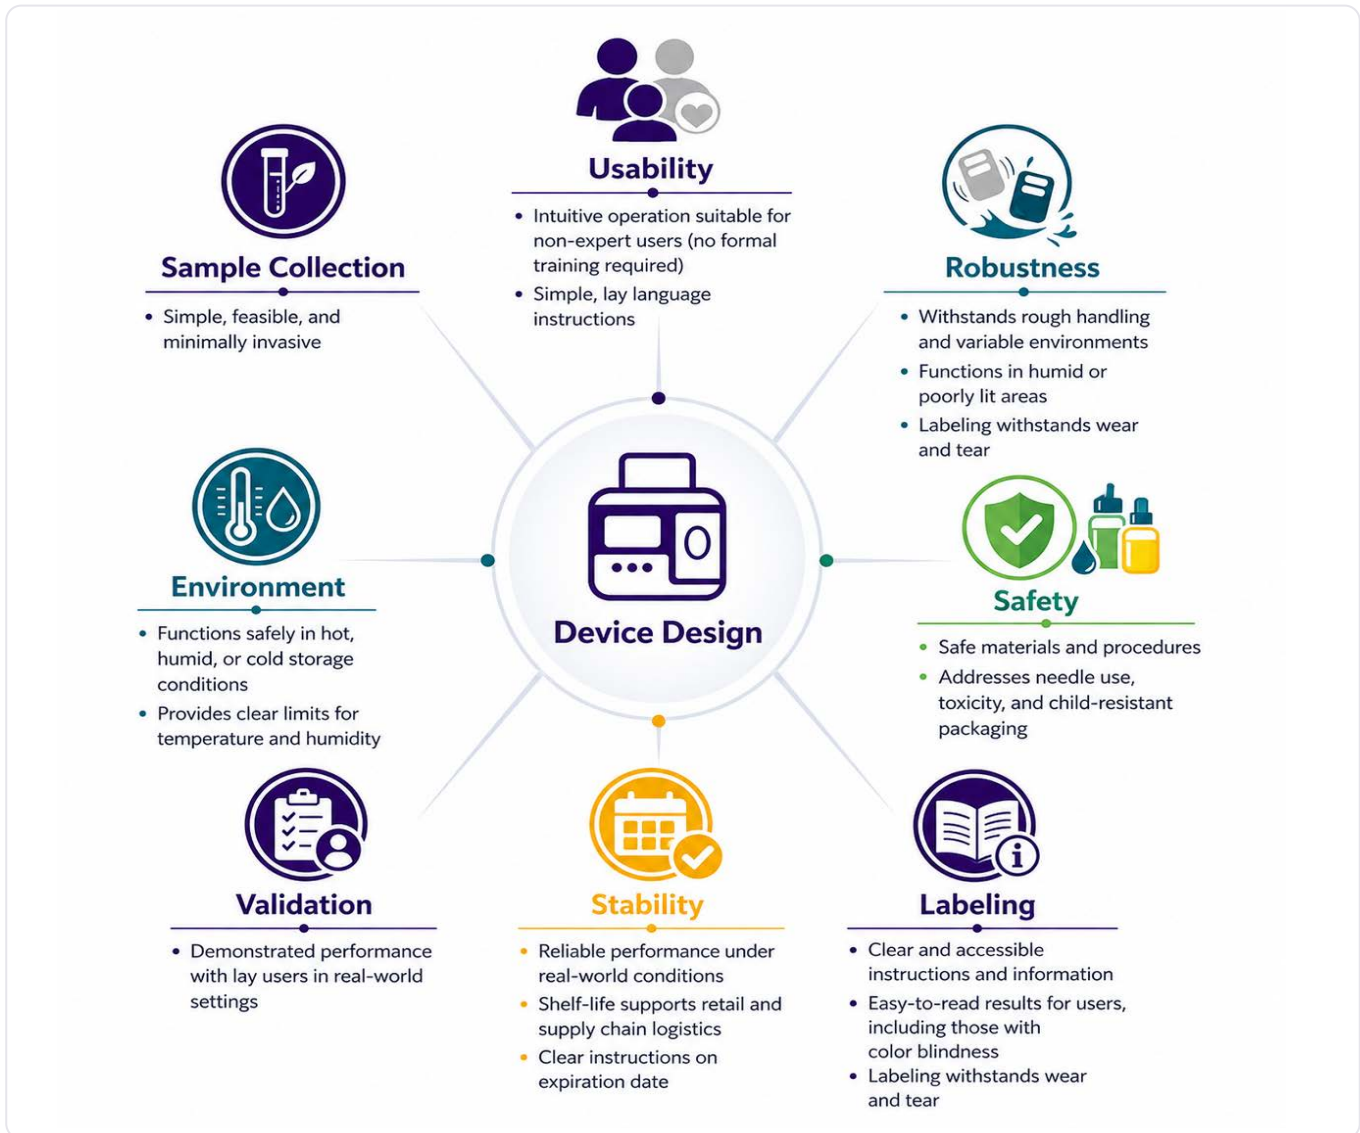 Usability
• Intuitive operation suitable for
non-expert users (no formal
training required)
• Simple, lay language
instructions
Sample Collection
• Simple, feasible, and
minimally invasive
Robustness
• Withstands rough handling
and variable environments
• Functions in humid or
poorly lit areas
• Labeling withstands wear
and tear
Device Design
Environment
• Functions safely in hot,
humid, or cold storage
conditions
• Provides clear limits for
temperature and humidity
Safety
• Safe materials and procedures
• Addresses needle use,
toxicity, and child-resistant
packaging
Validation
• Demonstrated performance
with lay users in real-world
settings
Stability
• Reliable performance under
real-world conditions
• Shelf-life supports retail and
supply chain logistics
• Clear instructions on
expiration date
i
Labeling
• Clear and accessible
instructions and information
• Easy-to-read results for users,
including those with
color blindness
• Labeling withstands wear
and tear